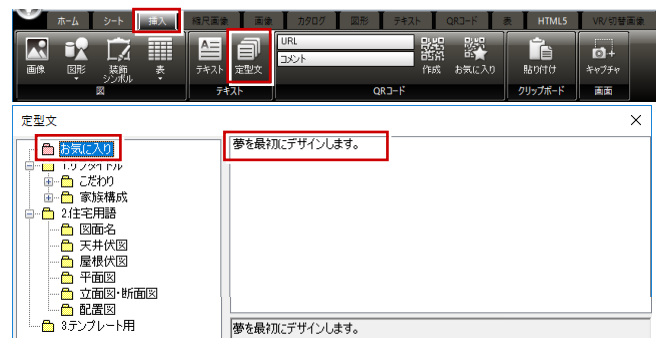 ホーム シート 挿入 縮尺画像 画像 カタログ 図形 テキスト QRコード 表 HTML5 VR/切替画像
画像 図形 装飾シンボル 表 テキスト 定型文 URL コメント 作成 お気に入り 貼り付け キャプチャ
図 テキスト QRコード クリップボード 画面
定型文
お気に入り
夢を最初にデザインします。
1.サブタイトル
こだわり
家族構成
2.住宅用語
図面名
天井伏図
屋根伏図
平面図
立面図・断面図
配置図
3.テンプレート用
夢を最初にデザインします。